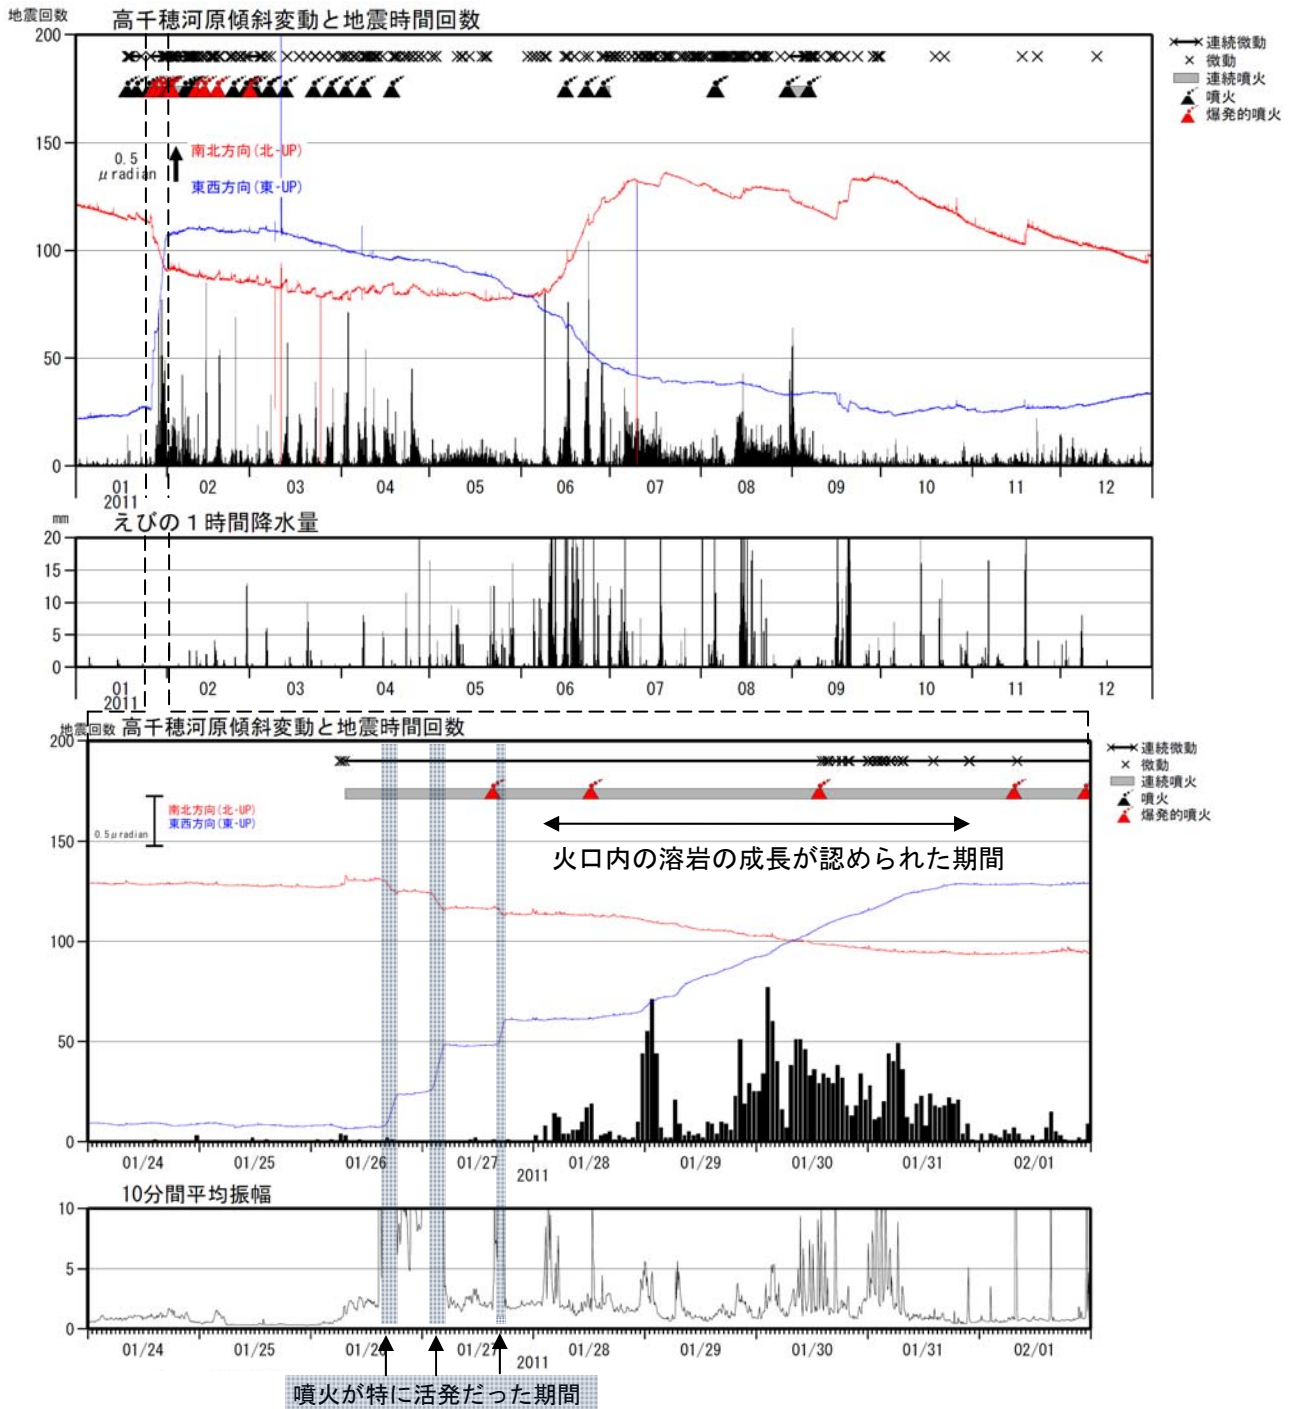 地震回数 高千穂河原傾斜変動と地震時間回数
200
150
100
50
0
連続微動
微動
連続噴火
噴火
爆発的噴火
0.5
μradian
南北方向(北-UP)
東西方向(東-UP)
01 02 03 04 05 06 07 08 09 10 11 12
2011
mm えびの１時間降水量
20
15
10
5
0
01 02 03 04 05 06 07 08 09 10 11 12
2011
地震回数 高千穂河原傾斜変動と地震時間回数
200
150
100
50
0
連続微動
微動
連続噴火
噴火
爆発的噴火
南北方向(北-UP)
東西方向(東-UP)
0.5μradian
火口内の溶岩の成長が認められた期間
01/24 01/25 01/26 01/27 01/28 01/29 01/30 01/31 02/01
2011
10分間平均振幅
10
5
0
01/24 01/25 01/26 01/27 01/28 01/29 01/30 01/31 02/01
2011
噴火が特に活発だった期間